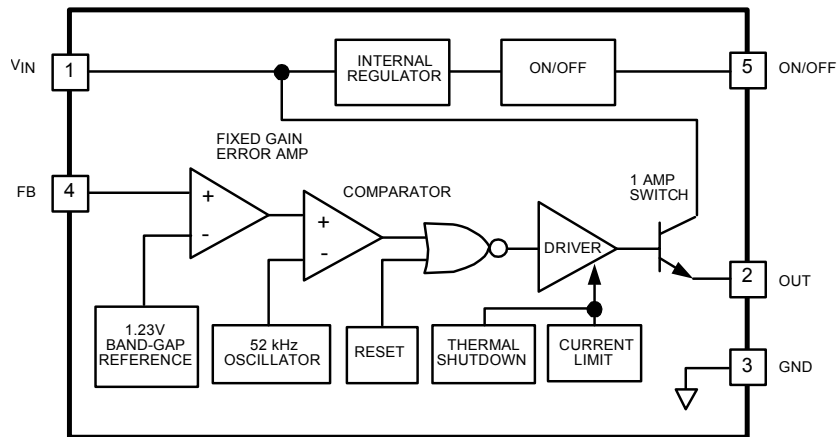 VIN
1
INTERNAL
REGULATOR
ON/OFF
5
ON/OFF
FIXED GAIN
ERROR AMP
FB
4
+
-
COMPARATOR
+
-
1 AMP
SWITCH
DRIVER
2
OUT
1.23V
BAND-GAP
REFERENCE
52 kHz
OSCILLATOR
RESET
THERMAL
SHUTDOWN
CURRENT
LIMIT
3
GND